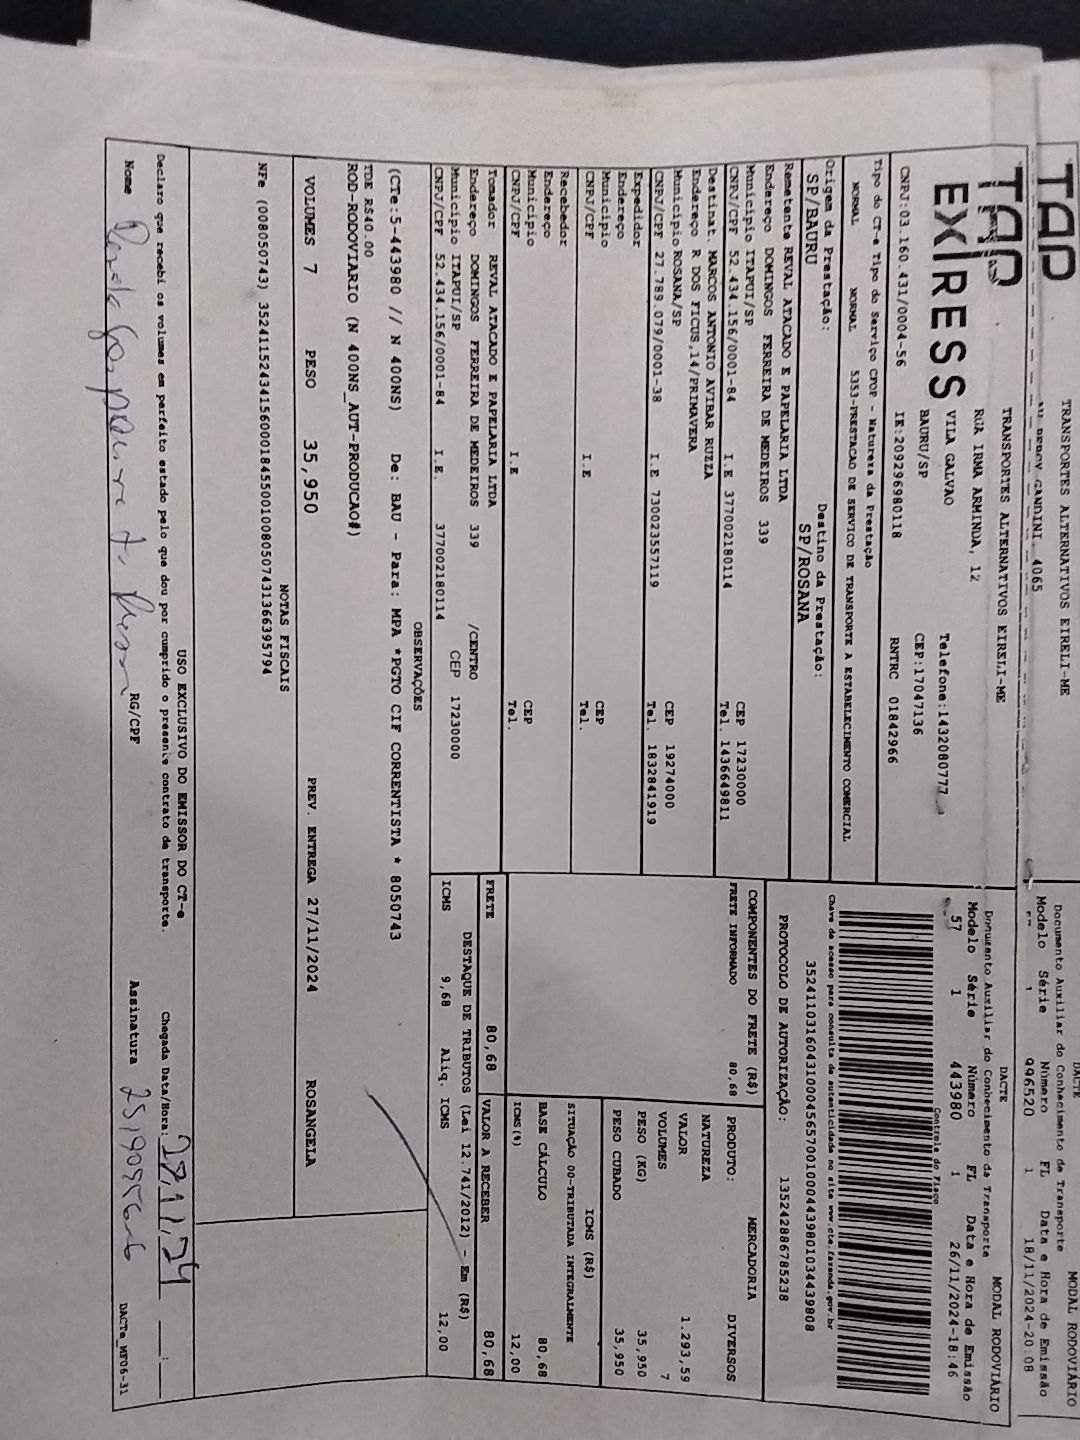 TAP
TRANSPORTES ALTERNATIVOS EIRELI-ME
GANDINI, 4065
DACTE
MODAL RODOVIÁRIO
Documento Auxiliar do Conhecimento de Transporte
Modelo Série Número FL Data e Hora de Emissão
1 996520 1 18/11/2024-20:08
TAP
EXPRESS
TRANSPORTES ALTERNATIVOS EIRELI-ME
RUA IRMA ARMINDA, 12
VILA GALVAO
BAURU/SP
Telefone:1432080777
CEP:17047136
CNPJ:03.160.431/0004-56 IE:209296980118 RNTRC 01842966
DACTE
MODAL RODOVIÁRIO
Documento Auxiliar do Conhecimento da Transporte
Modelo Série Número FL Data e Hora de Emissão
57 1 443980 1 26/11/2024-18:46
Controle do Fisco
Chave de acesso para consulta de autenticidade no site www.cte.fazenda.gov.br
35241103160431000456570010004439801034439808
PROTOCOLO DE AUTORIZAÇÃO: 135242886785238
Tipo do CT-e Tipo do Serviço CFOP - Natureza da Prestação
NORMAL NORMAL 5353-PRESTACAO DE SERVICO DE TRANSPORTE A ESTABELECIMENTO COMERCIAL
Origem da Prestação: Destino da Prestação:
SP/BAURU SP/ROSANA
Remetente REVAL ATACADO E PAPELARIA LTDA
Endereço DOMINGOS FERREIRA DE MEDEIROS 339
Município ITAPUI/SP CEP 17230000
CNPJ/CPF 52.434.156/0001-84 I.E 377002180114 Tel. 1436649811
Destinat. MARCOS ANTONIO AVIBAR RUZZA
Endereço R DOS FICUS,14/PRIMAVERA
Município ROSANA/SP CEP 19274000
CNPJ/CPF 27.789.079/0001-38 I.E 730023557119 Tel. 1832841919
Expedidor
Endereço
Município CEP
CNPJ/CPF I.E Tel.
Recebedor
Endereço
Município CEP
CNPJ/CPF I.E Tel.
Tomador REVAL ATACADO E PAPELARIA LTDA
Endereço DOMINGOS FERREIRA DE MEDEIROS 339 /CENTRO
Município ITAPUI/SP CEP 17230000
CNPJ/CPF 52.434.156/0001-84 I.E. 377002180114
COMPONENTES DO FRETE (R$)
FRETE INFORMADO 80,68
PRODUTO: MERCADORIA
NATUREZA DIVERSOS
VALOR 1.293,59
VOLUMES 7
PESO (KG) 35,950
PESO CUBADO 35,950
ICMS (R$)
SITUAÇÃO 00-TRIBUTADA INTEGRALMENTE
BASE CÁLCULO 80,68
ICMS(%) 12,00
FRETE 80,68 VALOR A RECEBER 80,68
DESTAQUE DE TRIBUTOS (Lei 12.741/2012) - Em (R$)
ICMS 9,68 Aliq. ICMS 12,00
OBSERVAÇÕES
(CTe:5-443980 // N 400NS) De: BAU - Para: MPA *PGTO CIF CORRENTISTA * 8050743
TDE R$0.00
ROD-RODOVIARIO (N 400NS_AUT-PRODUCAO#)
VOLUMES 7 PESO 35,950 PREV. ENTREGA 27/11/2024 ROSANGELA
NOTAS FISCAIS
NFe (008050743) 35241152434156000184550010080507431366395794
USO EXCLUSIVO DO EMISSOR DO CT-e
Declaro que recebi os volumes em perfeito estado pelo que dou por cumprido o presente contrato de transporte. Chegada Data/Hora:
Nome RG/CPF Assinatura
DACTe_WF06-31